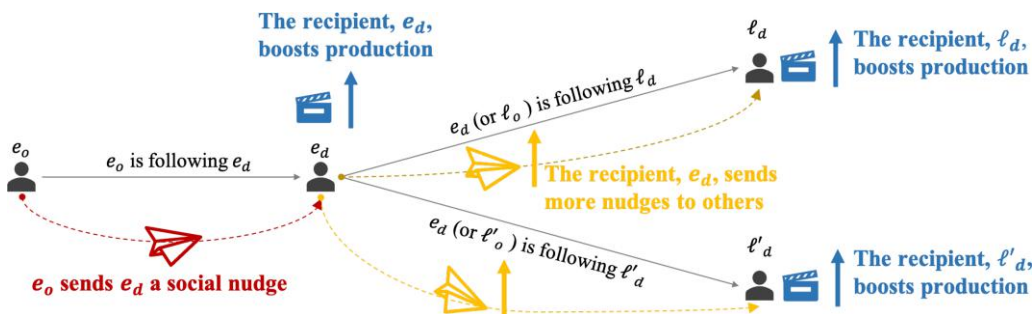 The recipient, e_d,
boosts production
ℓ_d
The recipient, ℓ_d,
boosts production
e_d (or ℓ_o) is following ℓ_d
e_o
e_o is following e_d
e_d
The recipient, e_d, sends
more nudges to others
e_d (or ℓ'_o) is following ℓ'_d
ℓ'_d
The recipient, ℓ'_d,
boosts production
e_o sends e_d a social nudge